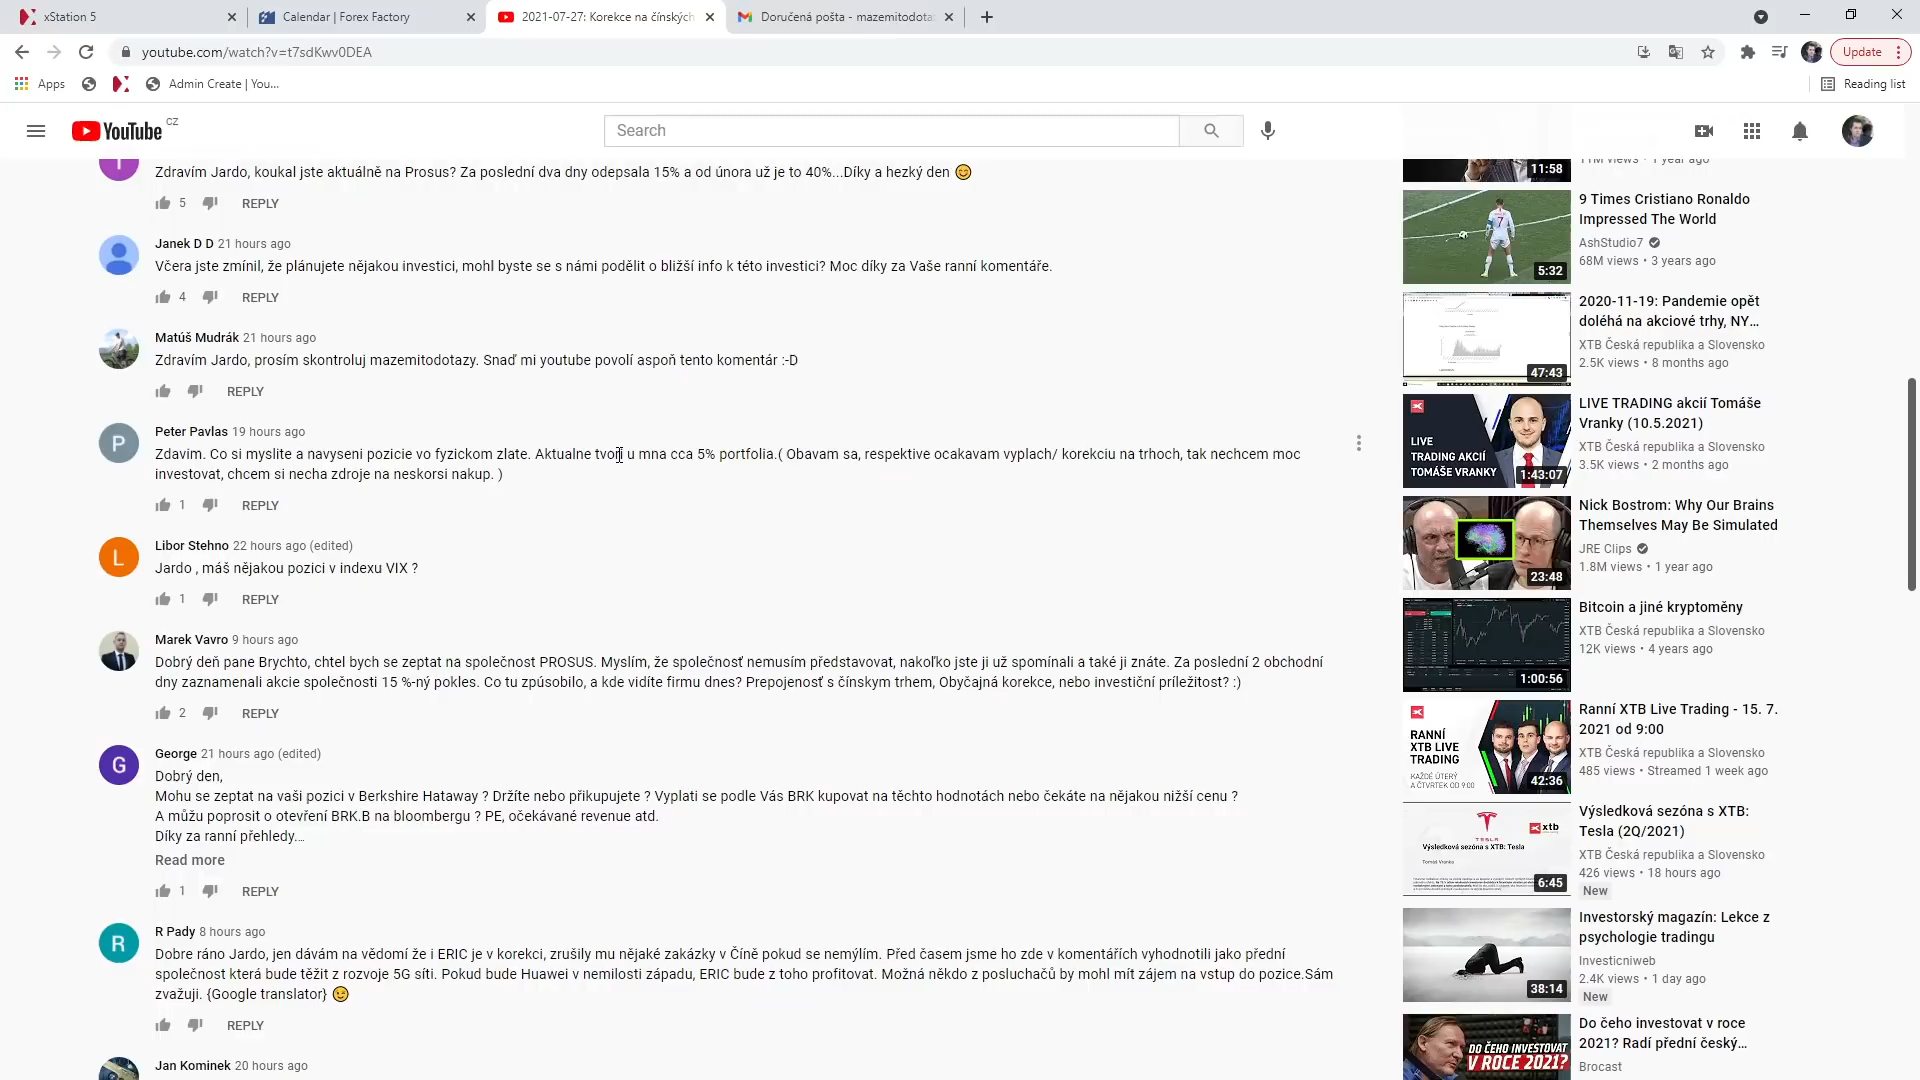 xStation 5
Calendar | Forex Factory
2021-07-27: Korekce na čínských
Doručená pošta - mazemitodota
youtube.com/watch?v=t7sdKwv0DEA
Update
Apps
Admin Create | You...
Reading list
YouTube CZ
Search
Zdravím Jardo, koukal jste aktuálně na Prosus? Za poslední dva dny odepsala 15% a od února už je to 40%...Díky a hezký den 😊
5 REPLY
Janek D D 21 hours ago
Včera jste zmínil, že plánujete nějakou investici, mohl byste se s námi podělit o bližší info k této investici? Moc díky za Vaše ranní komentáře.
4 REPLY
Matúš Mudrák 21 hours ago
Zdravím Jardo, prosím skontroluj mazemitodotazy. Snaď mi youtube povolí aspoň tento komentár :-D
REPLY
Peter Pavlas 19 hours ago
Zdavim. Co si myslite a navyseni pozicie vo fyzickom zlate. Aktualne tvori u mna cca 5% portfolia.( Obavam sa, respektive ocakavam vyplach/ korekciu na trhoch, tak nechcem moc
investovat, chcem si necha zdroje na neskorsi nakup. )
1 REPLY
Libor Stehno 22 hours ago (edited)
Jardo , máš nějakou pozici v indexu VIX ?
1 REPLY
Marek Vavro 9 hours ago
Dobrý deň pane Brychto, chtel bych se zeptat na společnost PROSUS. Myslím, že společnosť nemusím představovat, nakoľko jste ji už spomínali a také ji znáte. Za poslední 2 obchodní
dny zaznamenali akcie společnosti 15 %-ný pokles. Co tu způsobilo, a kde vidíte firmu dnes? Prepojenosť s čínskym trhem, Obyčajná korekce, nebo investiční príležitost? :)
2 REPLY
George 21 hours ago (edited)
Dobrý den,
Mohu se zeptat na vaši pozici v Berkshire Hataway ? Držíte nebo přikupujete ? Vyplati se podle Vás BRK kupovat na těchto hodnotách nebo čekáte na nějakou nižší cenu ?
A můžu poprosit o otevření BRK.B na bloombergu ? PE, očekávané revenue atd.
Díky za ranní přehledy...
Read more
1 REPLY
R Pady 8 hours ago
Dobre ráno Jardo, jen dávám na vědomí že i ERIC je v korekci, zrušily mu nějaké zakázky v Číně pokud se nemýlím. Před časem jsme ho zde v komentářích vyhodnotili jako přední
společnost která bude těžit z rozvoje 5G síti. Pokud bude Huawei v nemilosti západu, ERIC bude z toho profitovat. Možná někdo z posluchačů by mohl mít zájem na vstup do pozice.Sám
zvažuji. {Google translator} 😉
REPLY
Jan Kominek 20 hours ago
11M views • 1 year ago
11:58
9 Times Cristiano Ronaldo
Impressed The World
AshStudio7
68M views • 3 years ago
5:32
2020-11-19: Pandemie opět
doléhá na akciové trhy, NY...
XTB Česká republika a Slovensko
2.5K views • 8 months ago
47:43
LIVE TRADING akcií Tomáše
Vranky (10.5.2021)
XTB Česká republika a Slovensko
3.5K views • 2 months ago
LIVE
TRADING AKCIÍ
TOMÁŠE VRANKY
1:43:07
Nick Bostrom: Why Our Brains
Themselves May Be Simulated
JRE Clips
1.8M views • 1 year ago
23:48
Bitcoin a jiné kryptoměny
XTB Česká republika a Slovensko
12K views • 4 years ago
1:00:56
Ranní XTB Live Trading - 15. 7.
2021 od 9:00
XTB Česká republika a Slovensko
485 views • Streamed 1 week ago
RANNÍ
XTB LIVE
TRADING
KAŽDÉ ÚTERÝ
A ČTVRTEK OD 9:00
42:36
Výsledková sezóna s XTB:
Tesla (2Q/2021)
XTB Česká republika a Slovensko
426 views • 18 hours ago
New
TESLA
xtb
Výsledková sezóna s XTB: Tesla
Tomáš Vranka
6:45
Investorský magazín: Lekce z
psychologie tradingu
Investicniweb
2.4K views • 1 day ago
New
38:14
Do čeho investovat v roce
2021? Radí přední český...
Brocast
DO ČEHO INVESTOVAT
V ROCE 2021?